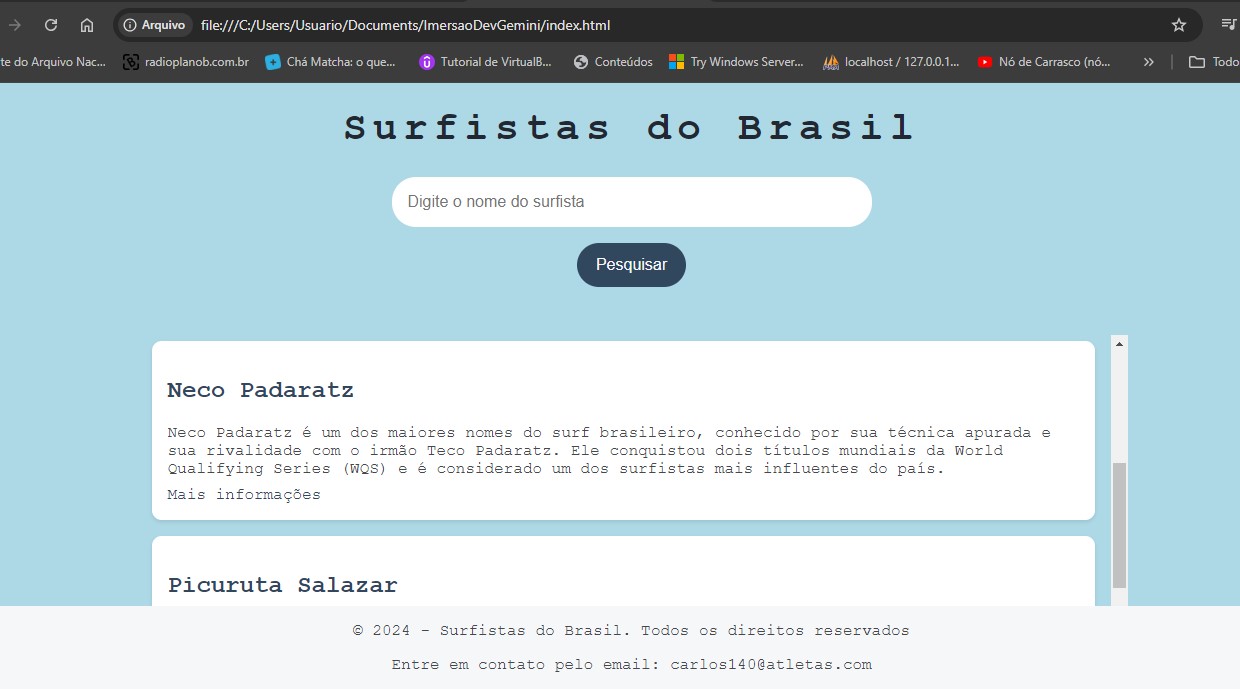 Arquivo file:///C:/Users/Usuario/Documents/ImersaoDevGemini/index.html
te do Arquivo Nac... radioplanob.com.br Chá Matcha: o que... Tutorial de VirtualB... Conteúdos Try Windows Server... localhost / 127.0.0.1... Nó de Carrasco (nó... » Todo
Surfistas do Brasil
Digite o nome do surfista
Pesquisar
Neco Padaratz
Neco Padaratz é um dos maiores nomes do surf brasileiro, conhecido por sua técnica apurada e
sua rivalidade com o irmão Teco Padaratz. Ele conquistou dois títulos mundiais da World
Qualifying Series (WQS) e é considerado um dos surfistas mais influentes do país.
Mais informações
Picuruta Salazar
© 2024 - Surfistas do Brasil. Todos os direitos reservados
Entre em contato pelo email: carlos140@atletas.com